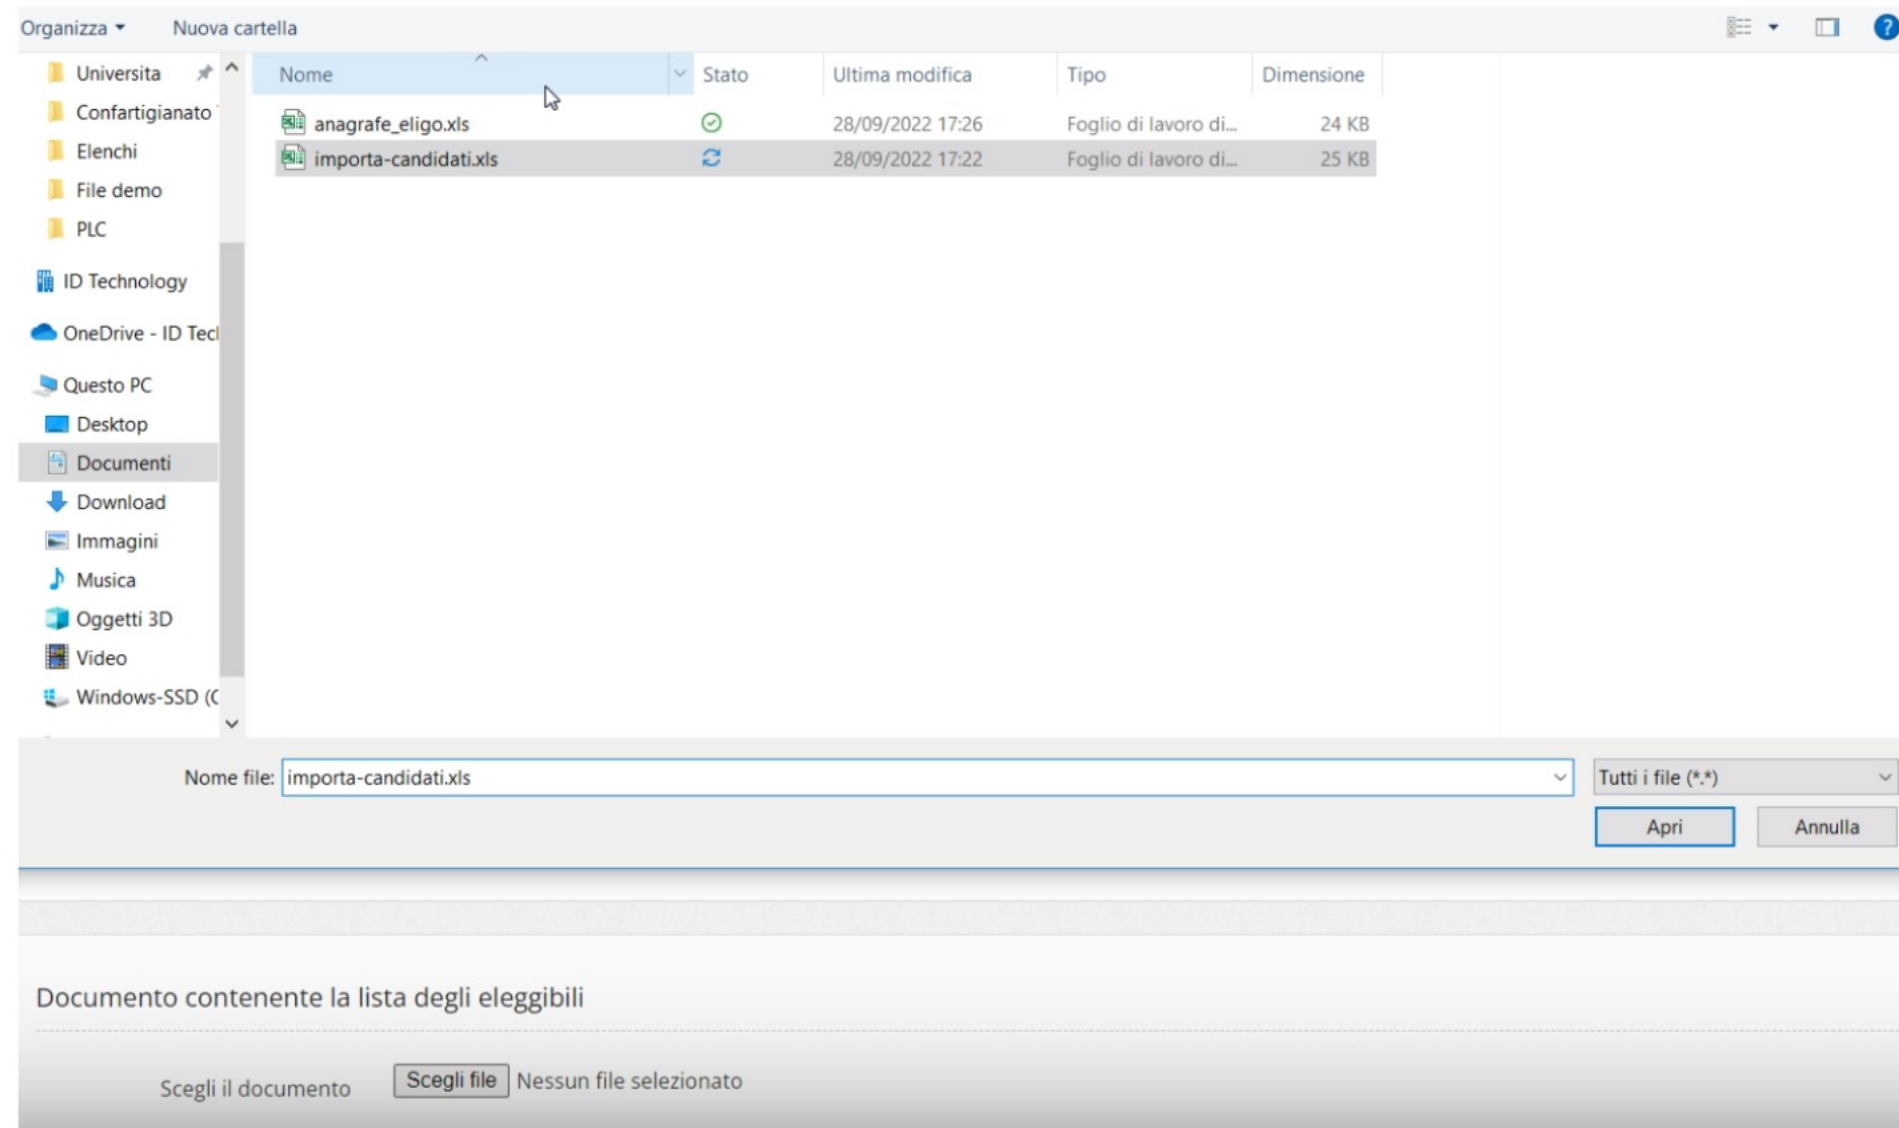 Organizza Nuova cartella
Universita
Confartigianato
Elenchi
File demo
PLC
ID Technology
OneDrive - ID Tecl
Questo PC
Desktop
Documenti
Download
Immagini
Musica
Oggetti 3D
Video
Windows-SSD (C
Nome Stato Ultima modifica Tipo Dimensione
anagrafe_eligo.xls 28/09/2022 17:26 Foglio di lavoro di... 24 KB
importa-candidati.xls 28/09/2022 17:22 Foglio di lavoro di... 25 KB
Nome file: importa-candidati.xls Tutti i file (*.*)
Apri Annulla
Documento contenente la lista degli eleggibili
Scegli il documento Scegli file Nessun file selezionato